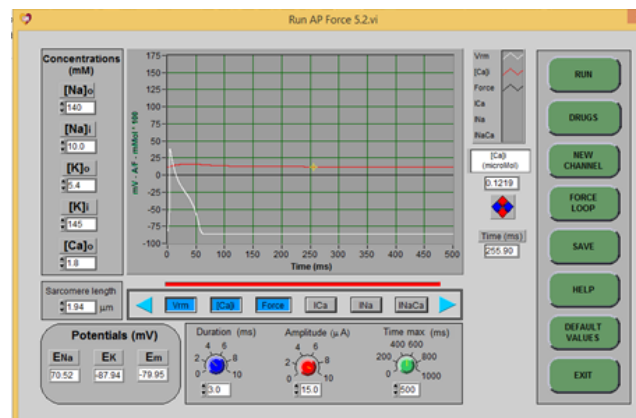 Run AP Force 5.2.vi
Concentrations
(mM)
[Na]o
140
[Na]i
10.0
[K]o
5.4
[K]i
145
[Ca]o
1.8
Sarcomere length
1.94 μm
mV - A/F - mMol * 100
175
150
125
100
75
50
25
0
-25
-50
-75
-100
0 50 100 150 200 250 300 350 400 450 500
Time (ms)
Vrm
[Ca]i
Force
ICa
INa
INaCa
[Ca]i
(microMol)
0.1219
Time (ms)
255.90
Vrm [Ca]i Force ICa INa INaCa
Potentials (mV)
ENa EK Em
70.52 -87.94 -79.95
Duration (ms)
0 2 4 6 8 10
3.0
Amplitude (μA)
0 2 4 6 8 10
15.0
Time max (ms)
0 200 400 600 800 1000
500
RUN
DRUGS
NEW
CHANNEL
FORCE
LOOP
SAVE
HELP
DEFAULT
VALUES
EXIT